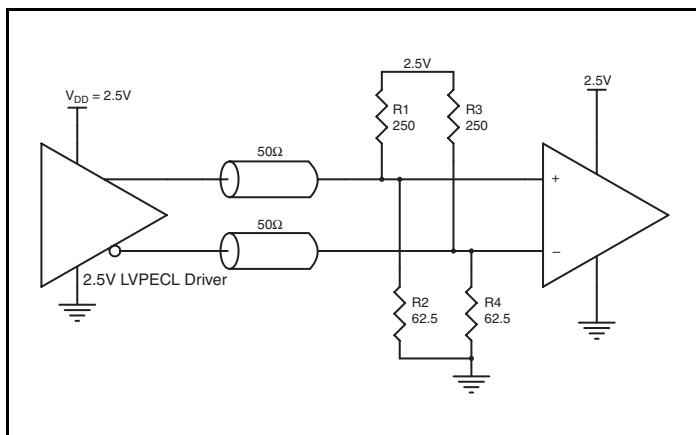 2.5V
2.5V
V_DD = 2.5V
R1
250
R3
250
50Ω
+
50Ω
–
2.5V LVPECL Driver
R2
62.5
R4
62.5